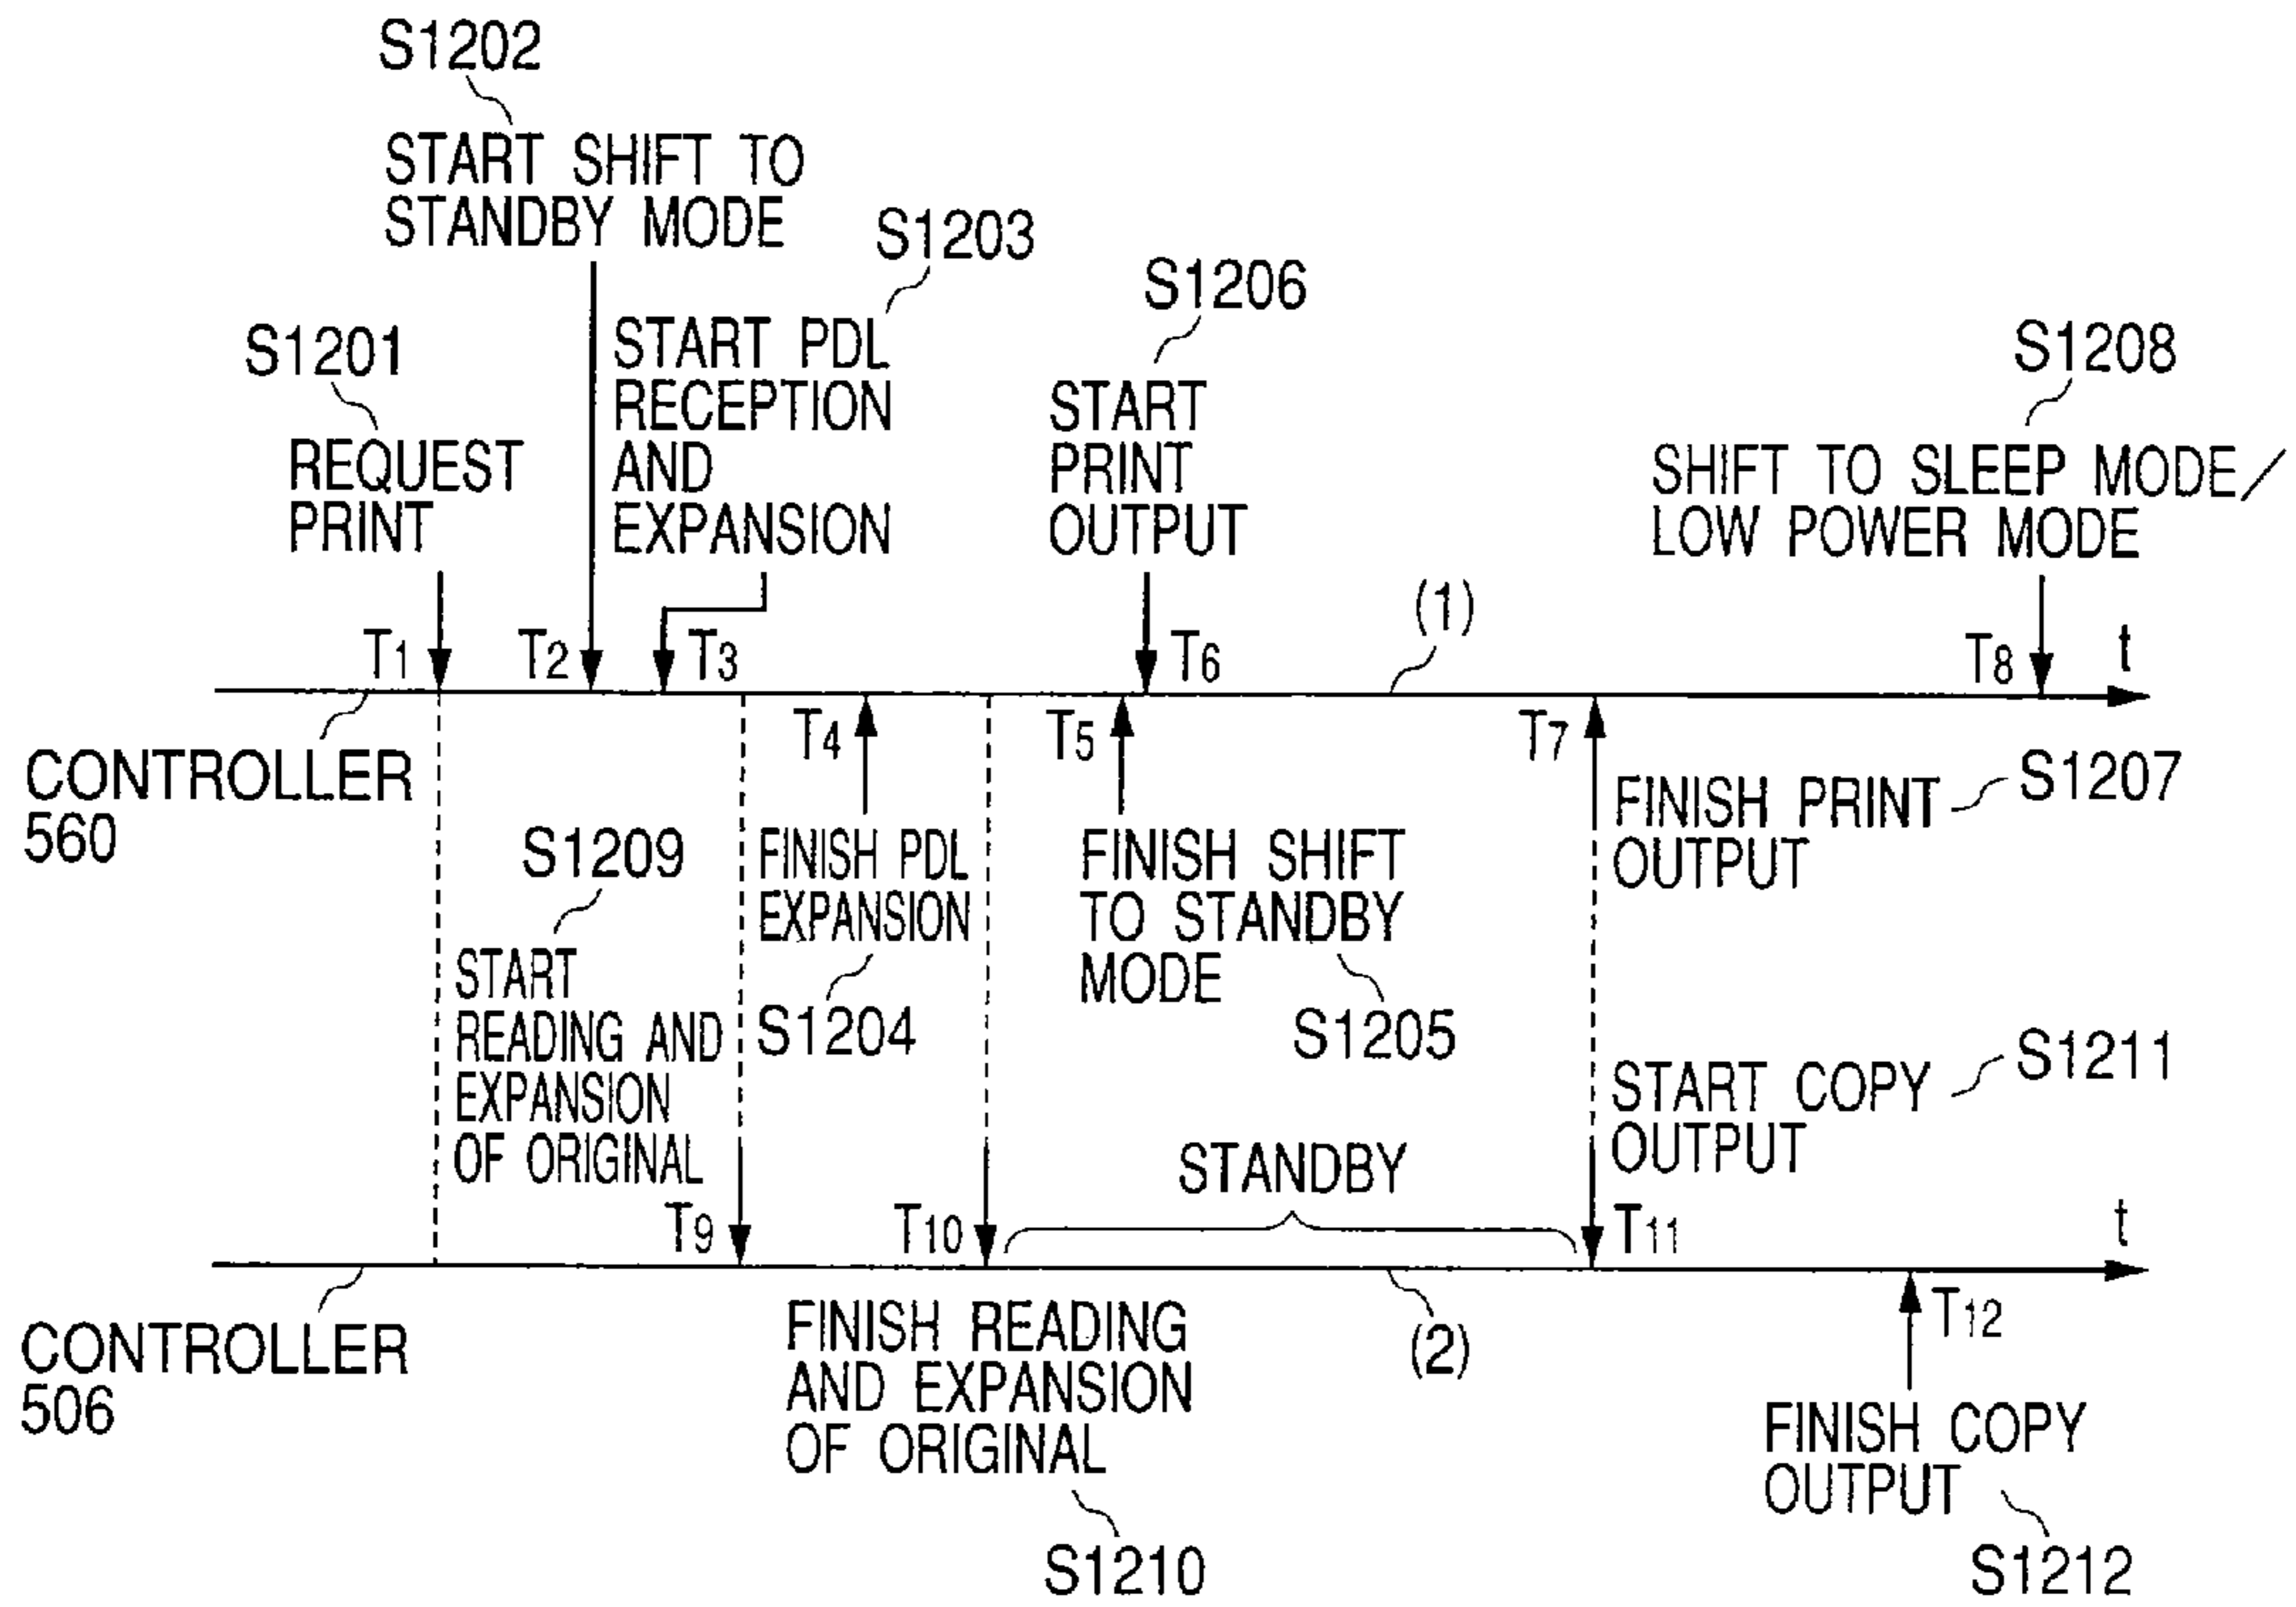 S1202
START SHIFT TO
STANDBY MODE
S1203
START PDL
RECEPTION
AND
EXPANSION
S1206
START
PRINT
OUTPUT
S1201
REQUEST
PRINT
S1208
SHIFT TO SLEEP MODE/
LOW POWER MODE
(1)
T1
T2
T3
T6
T8
t
CONTROLLER
560
T4
T5
T7
S1209
START
READING AND
EXPANSION
OF ORIGINAL
FINISH PDL
EXPANSION
S1204
FINISH SHIFT
TO STANDBY
MODE
S1205
FINISH PRINT
OUTPUT
S1207
START COPY
OUTPUT
S1211
STANDBY
T9
T10
T11
t
CONTROLLER
506
FINISH READING
AND EXPANSION
OF ORIGINAL
S1210
(2)
T12
FINISH COPY
OUTPUT
S1212